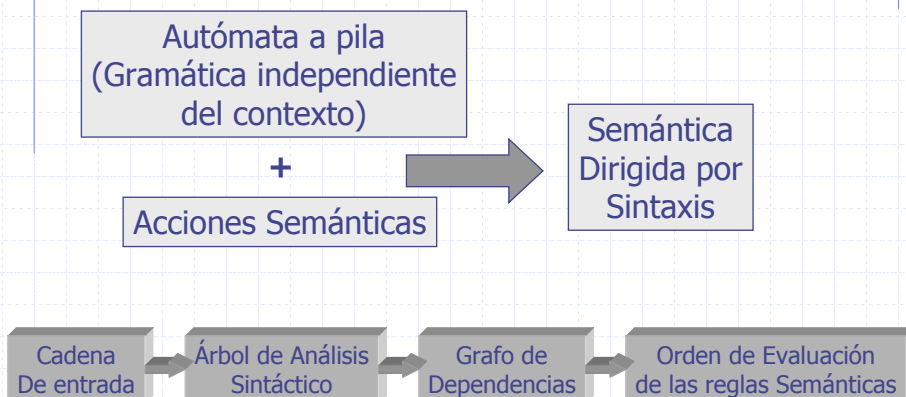 Autómata a pila
(Gramática independiente
del contexto)
+
Acciones Semánticas
Semántica
Dirigida por
Sintaxis
Cadena
De entrada
Árbol de Análisis
Sintáctico
Grafo de
Dependencias
Orden de Evaluación
de las reglas Semánticas